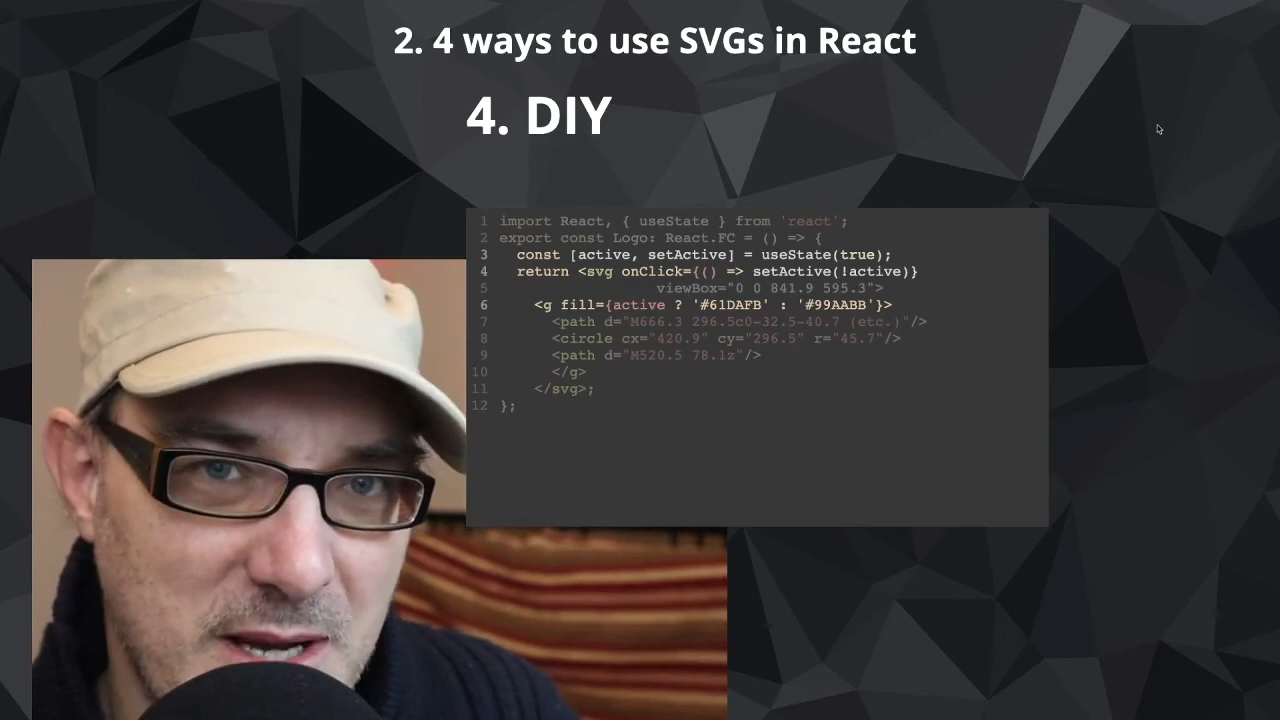 2. 4 ways to use SVGs in React
4. DIY
1 import React, { useState } from 'react';
2 export const Logo: React.FC = () => {
3 const [active, setActive] = useState(true);
4 return <svg onClick={() => setActive(!active)}
5 viewBox="0 0 841.9 595.3">
6 <g fill={active ? '#61DAFB' : '#99AABB'}>
7 <path d="M666.3 296.5c0-32.5-40.7 (etc.)"/>
8 <circle cx="420.9" cy="296.5" r="45.7"/>
9 <path d="M520.5 78.1z"/>
10 </g>
11 </svg>;
12 };